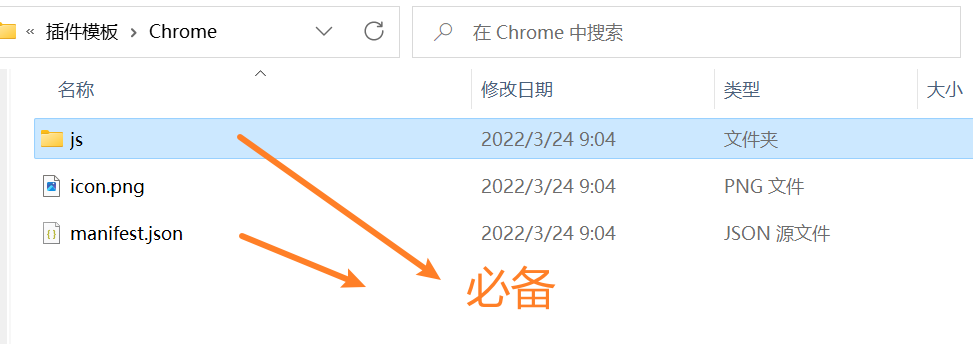 « 插件模板 › Chrome
在 Chrome 中搜索
名称 修改日期 类型 大小
js 2022/3/24 9:04 文件夹
icon.png 2022/3/24 9:04 PNG 文件
manifest.json 2022/3/24 9:04 JSON 源文件
必备